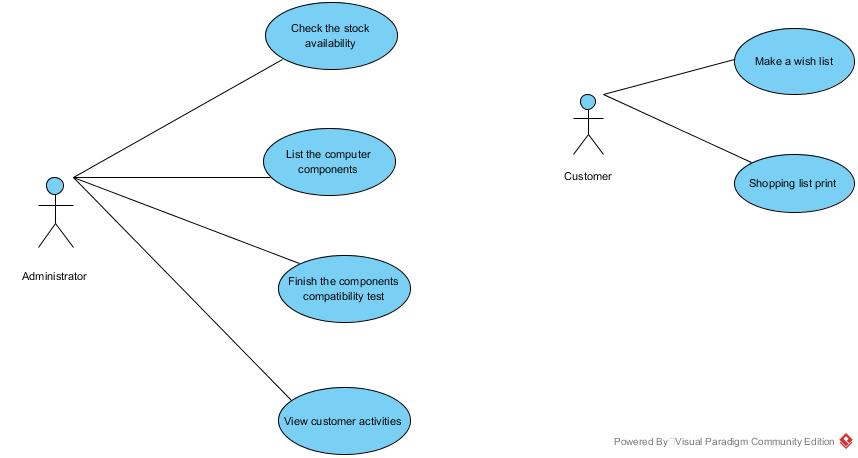 Check the stock
availability
Make a wish list
List the computer
components
Customer
Shopping list print
Administrator
Finish the components
compatibility test
View customer activities
Powered By Visual Paradigm Community Edition